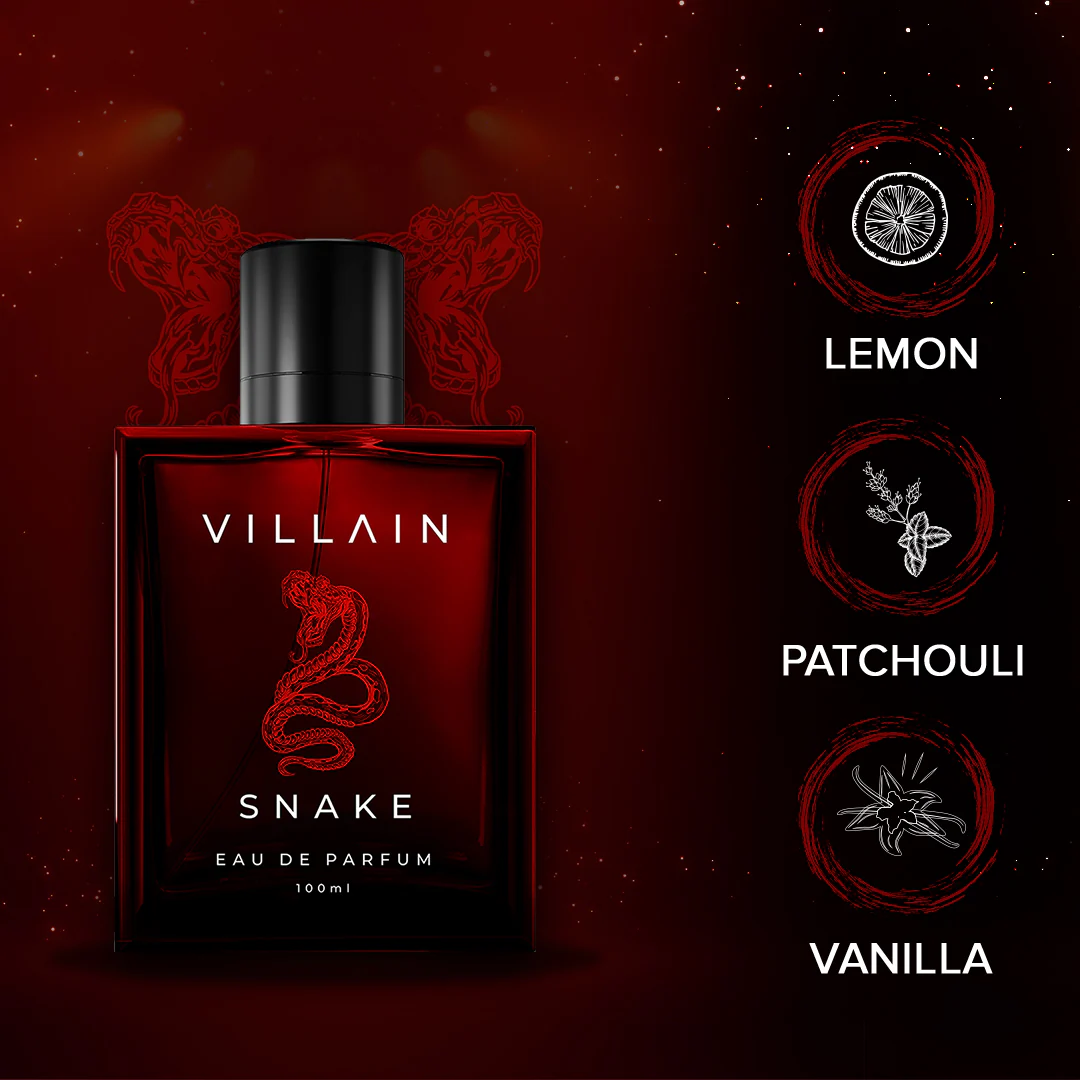 VILLAIN
SNAKE
EAU DE PARFUM
100ml
LEMON
PATCHOULI
VANILLA